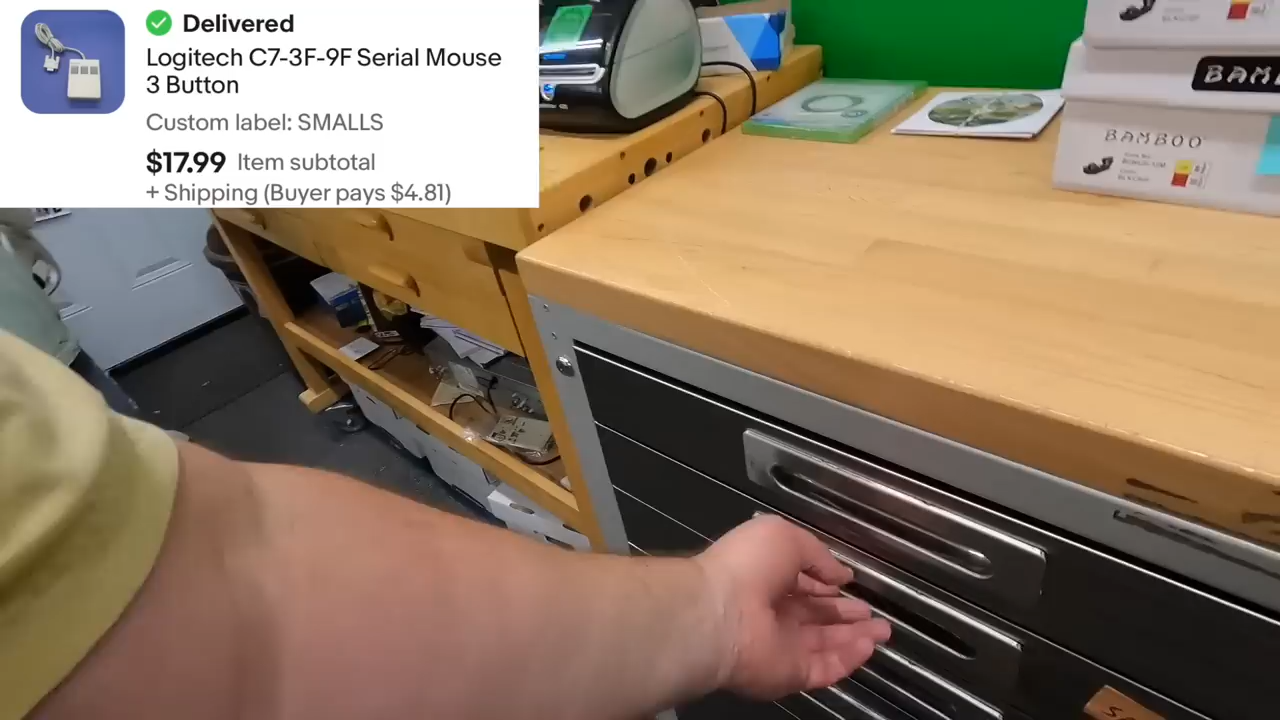 Delivered
Logitech C7-3F-9F Serial Mouse
3 Button
Custom label: SMALLS
$17.99 Item subtotal
+ Shipping (Buyer pays $4.81)
BAMBOO